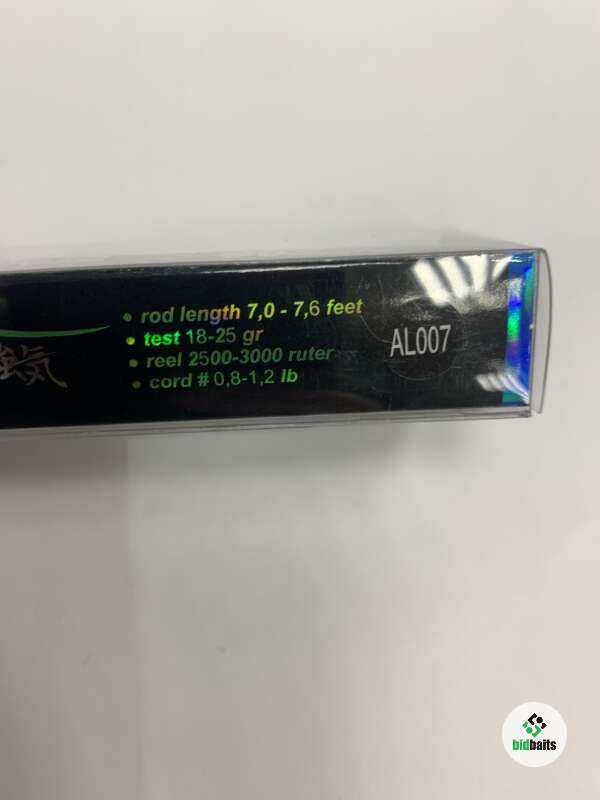 rod length 7,0 - 7,6 feet
test 18-25 gr
reel 2500-3000 ruter
cord # 0,8-1,2 lb
AL007
気
bidbaits